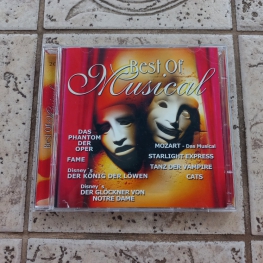 Best Of
Musical
DAS
PHANTOM
DER
OPER
FAME
Disney´s
DER KÖNIG DER LÖWEN
Disney´s
DER GLÖCKNER VON
NOTRE DAME
MOZART - Das Musical
STARLIGHT EXPRESS
TANZ DER VAMPIRE
CATS